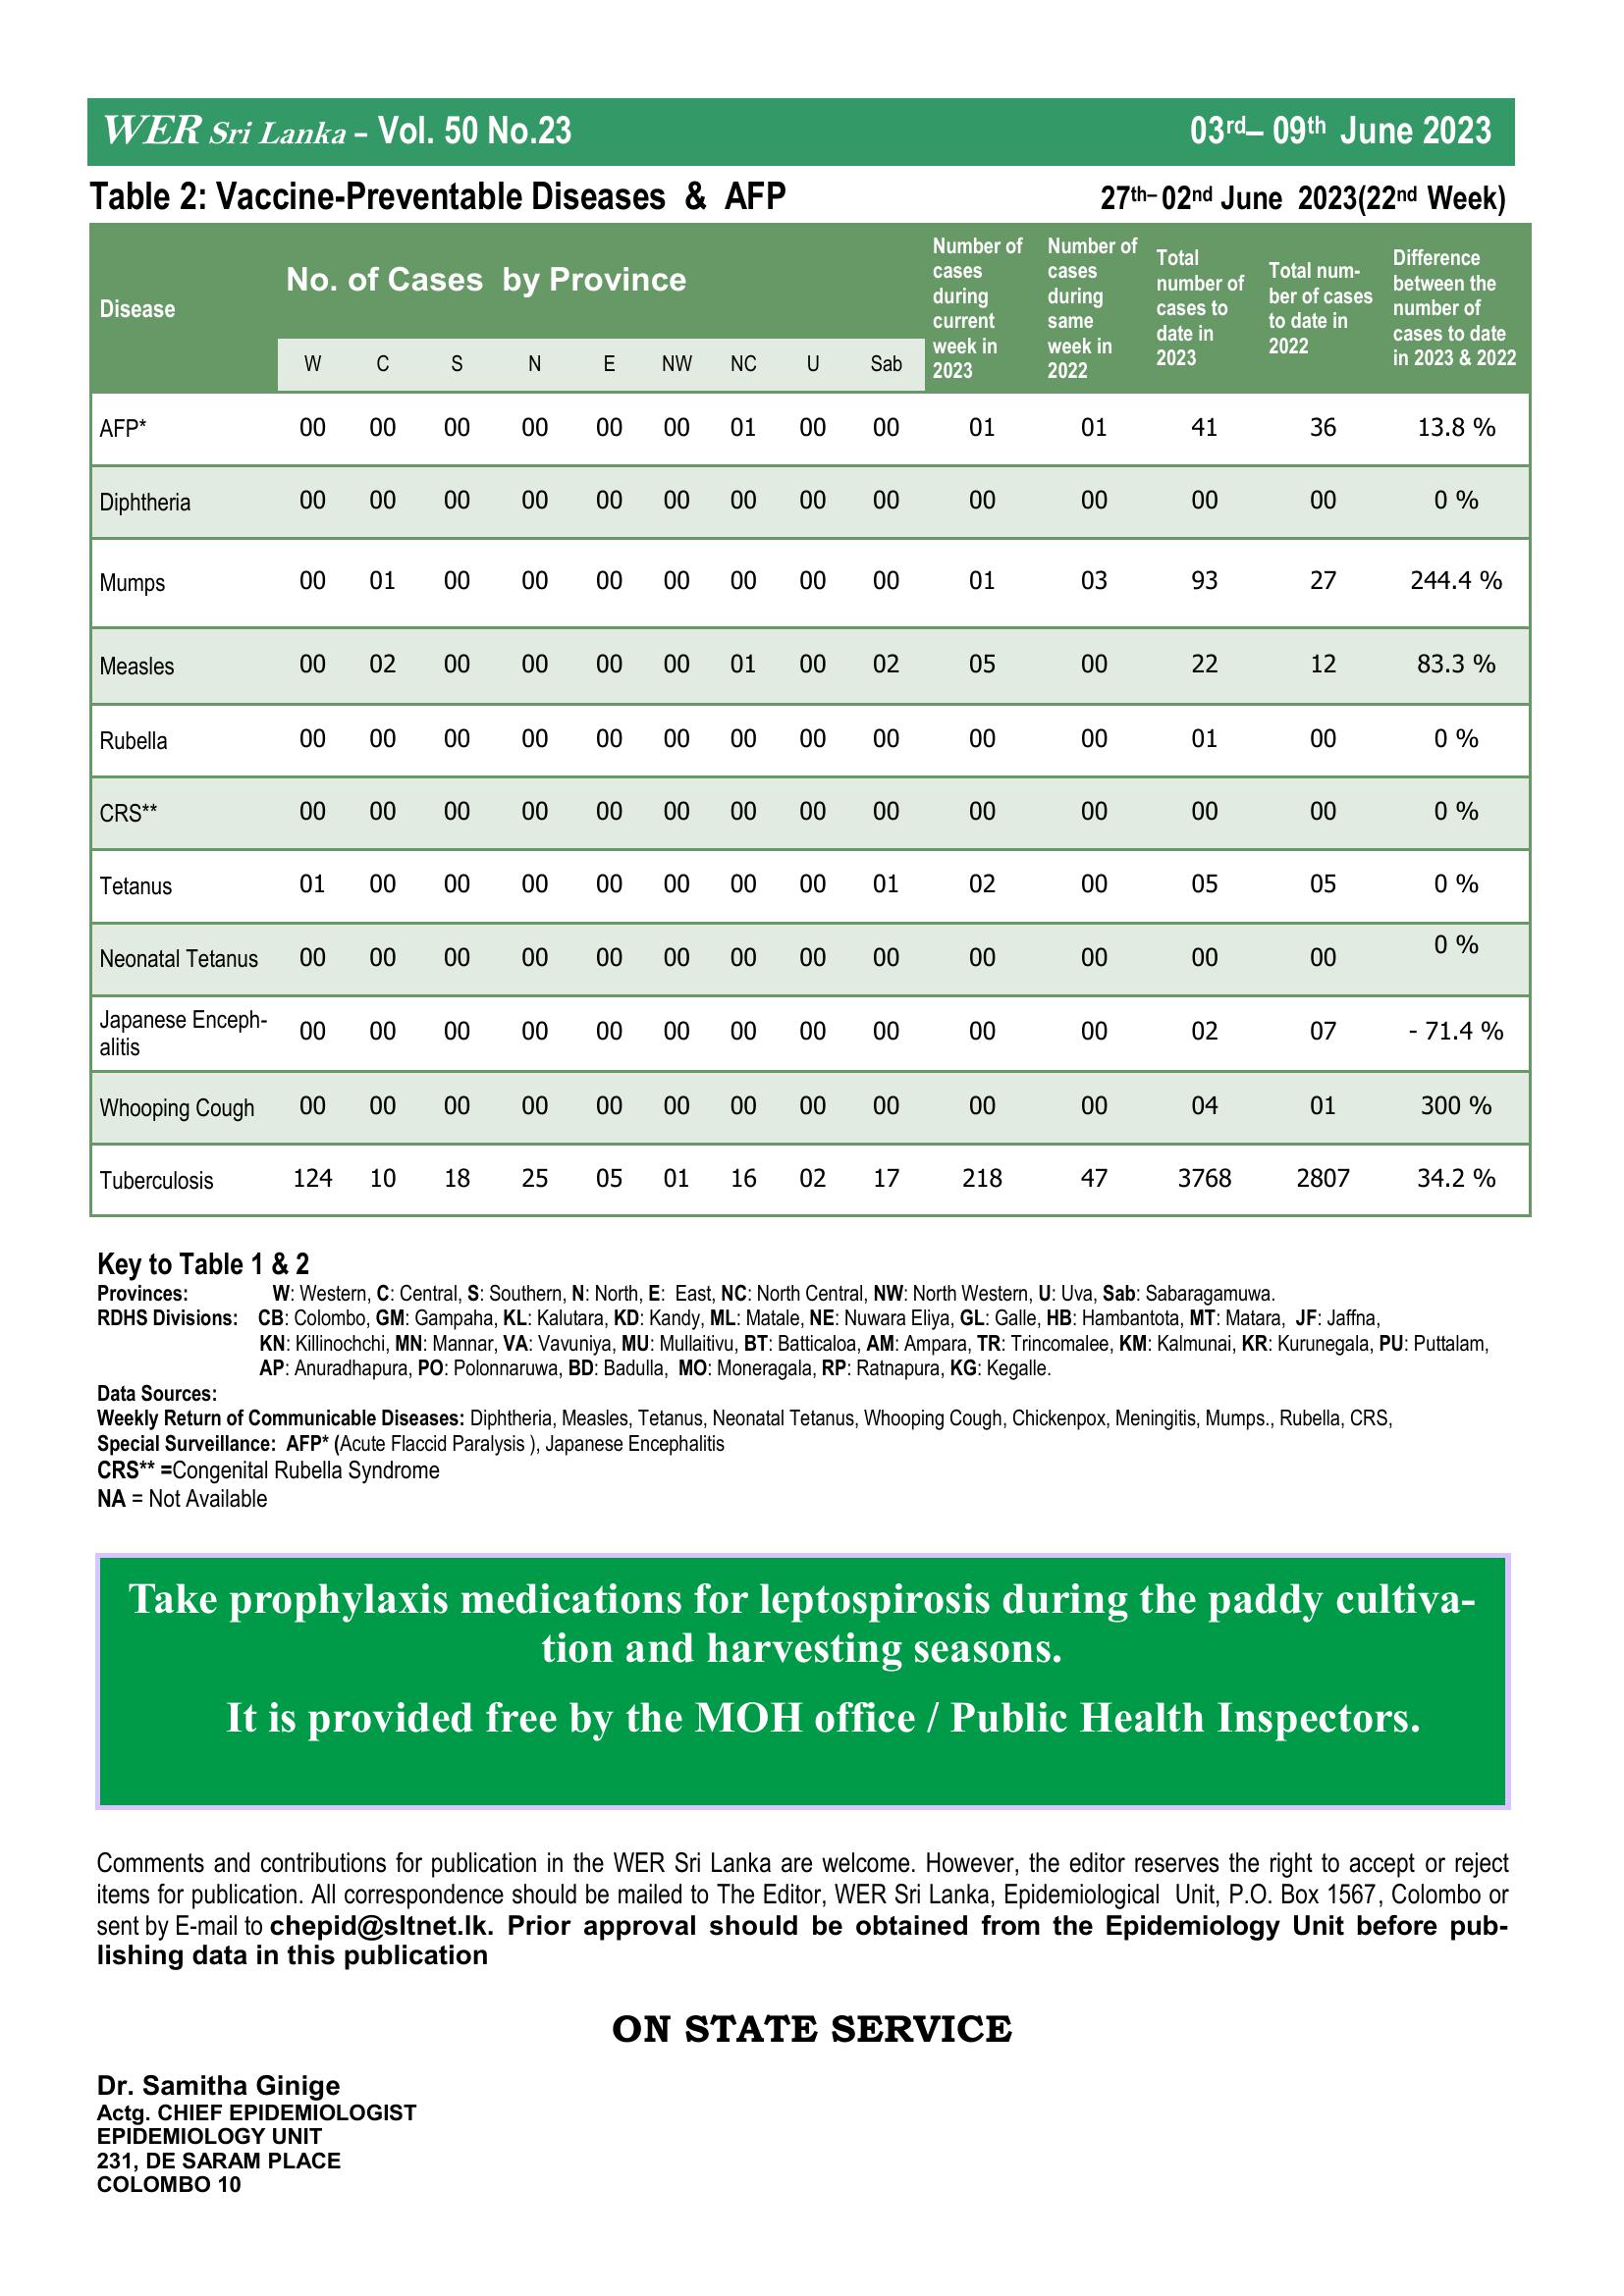 WER Sri Lanka – Vol. 50 No.23 03rd– 09th June 2023
Table 2: Vaccine-Preventable Diseases & AFP 27th– 02nd June 2023(22nd Week)
Disease No. of Cases by Province Number of cases during current week in 2023 Number of cases during same week in 2022 Total number of cases to date in 2023 Total num-ber of cases to date in 2022 Difference between the number of cases to date in 2023 & 2022
W C S N E NW NC U Sab
AFP* 00 00 00 00 00 00 01 00 00 01 01 41 36 13.8 %
Diphtheria 00 00 00 00 00 00 00 00 00 00 00 00 00 0 %
Mumps 00 01 00 00 00 00 00 00 00 01 03 93 27 244.4 %
Measles 00 02 00 00 00 00 01 00 02 05 00 22 12 83.3 %
Rubella 00 00 00 00 00 00 00 00 00 00 00 01 00 0 %
CRS** 00 00 00 00 00 00 00 00 00 00 00 00 00 0 %
Tetanus 01 00 00 00 00 00 00 00 01 02 00 05 05 0 %
Neonatal Tetanus 00 00 00 00 00 00 00 00 00 00 00 00 00 0 %
Japanese Enceph-
alitis 00 00 00 00 00 00 00 00 00 00 00 02 07 - 71.4 %
Whooping Cough 00 00 00 00 00 00 00 00 00 00 00 04 01 300 %
Tuberculosis 124 10 18 25 05 01 16 02 17 218 47 3768 2807 34.2 %
Key to Table 1 & 2
Provinces: W: Western, C: Central, S: Southern, N: North, E: East, NC: North Central, NW: North Western, U: Uva, Sab: Sabaragamuwa.
RDHS Divisions: CB: Colombo, GM: Gampaha, KL: Kalutara, KD: Kandy, ML: Matale, NE: Nuwara Eliya, GL: Galle, HB: Hambantota, MT: Matara, JF: Jaffna,
KN: Killinochchi, MN: Mannar, VA: Vavuniya, MU: Mullaitivu, BT: Batticaloa, AM: Ampara, TR: Trincomalee, KM: Kalmunai, KR: Kurunegala, PU: Puttalam,
AP: Anuradhapura, PO: Polonnaruwa, BD: Badulla, MO: Moneragala, RP: Ratnapura, KG: Kegalle.
Data Sources:
Weekly Return of Communicable Diseases: Diphtheria, Measles, Tetanus, Neonatal Tetanus, Whooping Cough, Chickenpox, Meningitis, Mumps., Rubella, CRS,
Special Surveillance: AFP* (Acute Flaccid Paralysis ), Japanese Encephalitis
CRS** =Congenital Rubella Syndrome
NA = Not Available
Take prophylaxis medications for leptospirosis during the paddy cultiva-
tion and harvesting seasons.
It is provided free by the MOH office / Public Health Inspectors.
Comments and contributions for publication in the WER Sri Lanka are welcome. However, the editor reserves the right to accept or reject
items for publication. All correspondence should be mailed to The Editor, WER Sri Lanka, Epidemiological Unit, P.O. Box 1567, Colombo or
sent by E-mail to chepid@sltnet.lk. Prior approval should be obtained from the Epidemiology Unit before pub-
lishing data in this publication
ON STATE SERVICE
Dr. Samitha Ginige
Actg. CHIEF EPIDEMIOLOGIST
EPIDEMIOLOGY UNIT
231, DE SARAM PLACE
COLOMBO 10